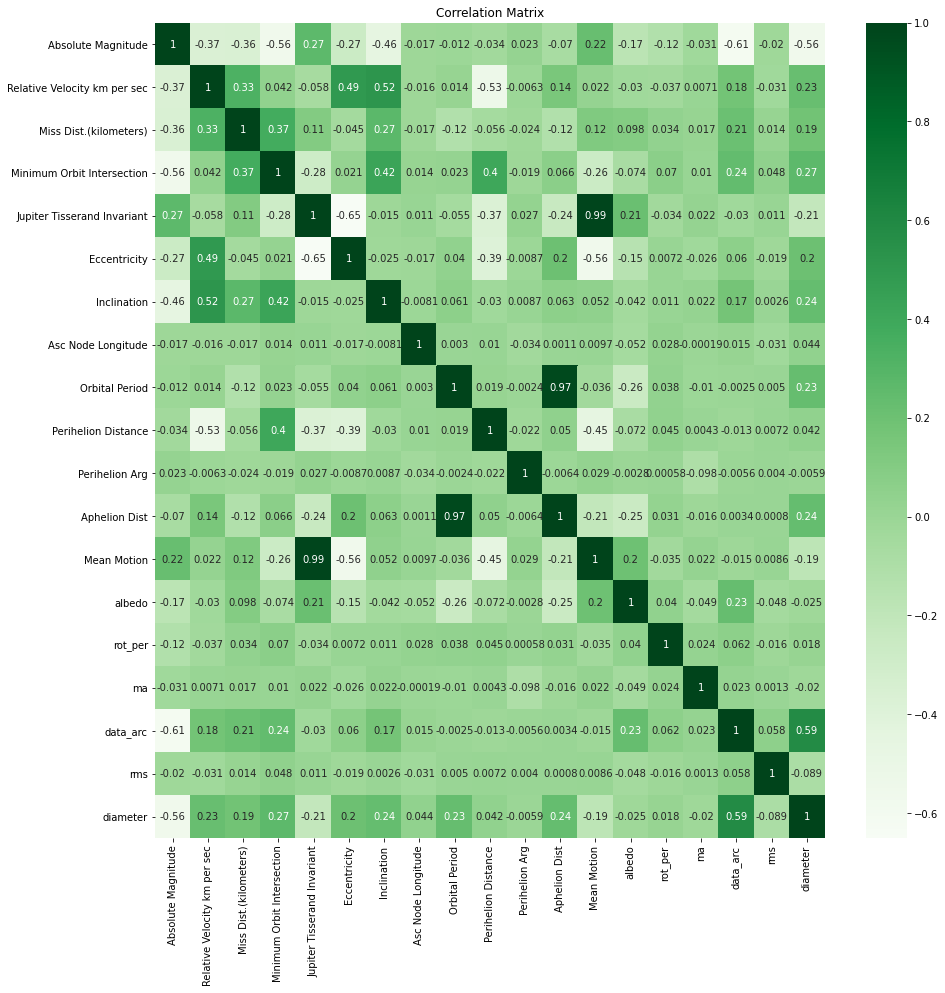 Correlation Matrix
Absolute Magnitude 1 -0.37 -0.36 -0.56 0.27 -0.27 -0.46 -0.017 -0.012 -0.034 0.023 -0.07 0.22 -0.17 -0.12 -0.031 -0.61 -0.02 -0.56
Relative Velocity km per sec -0.37 1 0.33 0.042 -0.058 0.49 0.52 -0.016 0.014 -0.53 -0.0063 0.14 0.022 -0.03 -0.037 0.0071 0.18 -0.031 0.23
Miss Dist.(kilometers) -0.36 0.33 1 0.37 0.11 -0.045 0.27 -0.017 -0.12 -0.056 -0.024 -0.12 0.12 0.098 0.034 0.017 0.21 0.014 0.19
Minimum Orbit Intersection -0.56 0.042 0.37 1 -0.28 0.021 0.42 0.014 0.023 0.4 -0.019 0.066 -0.26 -0.074 0.07 0.01 0.24 0.048 0.27
Jupiter Tisserand Invariant 0.27 -0.058 0.11 -0.28 1 -0.65 -0.015 0.011 -0.055 -0.37 0.027 -0.24 0.99 0.21 -0.034 0.022 -0.03 0.011 -0.21
Eccentricity -0.27 0.49 -0.045 0.021 -0.65 1 -0.025 -0.017 0.04 -0.39 -0.0087 0.2 -0.56 -0.15 0.0072 -0.026 0.06 -0.019 0.2
Inclination -0.46 0.52 0.27 0.42 -0.015 -0.025 1 -0.0081 0.061 -0.03 0.0087 0.063 0.052 -0.042 0.011 0.022 0.17 0.0026 0.24
Asc Node Longitude -0.017 -0.016 -0.017 0.014 0.011 -0.017 -0.0081 1 0.003 0.01 -0.034 0.0011 0.0097 -0.052 0.028 -0.00019 0.015 -0.031 0.044
Orbital Period -0.012 0.014 -0.12 0.023 -0.055 0.04 0.061 0.003 1 0.019 -0.0024 0.97 -0.036 -0.26 0.038 -0.01 -0.0025 0.005 0.23
Perihelion Distance -0.034 -0.53 -0.056 0.4 -0.37 -0.39 -0.03 0.01 0.019 1 -0.022 0.05 -0.45 -0.072 0.045 0.0043 -0.013 0.0072 0.042
Perihelion Arg 0.023 -0.0063 -0.024 -0.019 0.027 -0.0087 0.0087 -0.034 -0.0024 -0.022 1 -0.0064 0.029 -0.0028 0.00058 -0.098 -0.0056 0.004 -0.0059
Aphelion Dist -0.07 0.14 -0.12 0.066 -0.24 0.2 0.063 0.0011 0.97 0.05 -0.0064 1 -0.21 -0.25 0.031 -0.016 0.0034 0.0008 0.24
Mean Motion 0.22 0.022 0.12 -0.26 0.99 -0.56 0.052 0.0097 -0.036 -0.45 0.029 -0.21 1 0.2 -0.035 0.022 -0.015 0.0086 -0.19
albedo -0.17 -0.03 0.098 -0.074 0.21 -0.15 -0.042 -0.052 -0.26 -0.072 -0.0028 -0.25 0.2 1 0.04 -0.049 0.23 -0.048 -0.025
rot_per -0.12 -0.037 0.034 0.07 -0.034 0.0072 0.011 0.028 0.038 0.045 0.00058 0.031 -0.035 0.04 1 0.024 0.062 -0.016 0.018
ma -0.031 0.0071 0.017 0.01 0.022 -0.026 0.022 -0.00019 -0.01 0.0043 -0.098 -0.016 0.022 -0.049 0.024 1 0.023 0.0013 -0.02
data_arc -0.61 0.18 0.21 0.24 -0.03 0.06 0.17 0.015 -0.0025 -0.013 -0.0056 0.0034 -0.015 0.23 0.062 0.023 1 0.058 0.59
rms -0.02 -0.031 0.014 0.048 0.011 -0.019 0.0026 -0.031 0.005 0.0072 0.004 0.0008 0.0086 -0.048 -0.016 0.0013 0.058 1 -0.089
diameter -0.56 0.23 0.19 0.27 -0.21 0.2 0.24 0.044 0.23 0.042 -0.0059 0.24 -0.19 -0.025 0.018 -0.02 0.59 -0.089 1
Absolute Magnitude
Relative Velocity km per sec
Miss Dist.(kilometers)
Minimum Orbit Intersection
Jupiter Tisserand Invariant
Eccentricity
Inclination
Asc Node Longitude
Orbital Period
Perihelion Distance
Perihelion Arg
Aphelion Dist
Mean Motion
albedo
rot_per
ma
data_arc
rms
diameter
1.0
0.8
0.6
0.4
0.2
0.0
−0.2
−0.4
−0.6